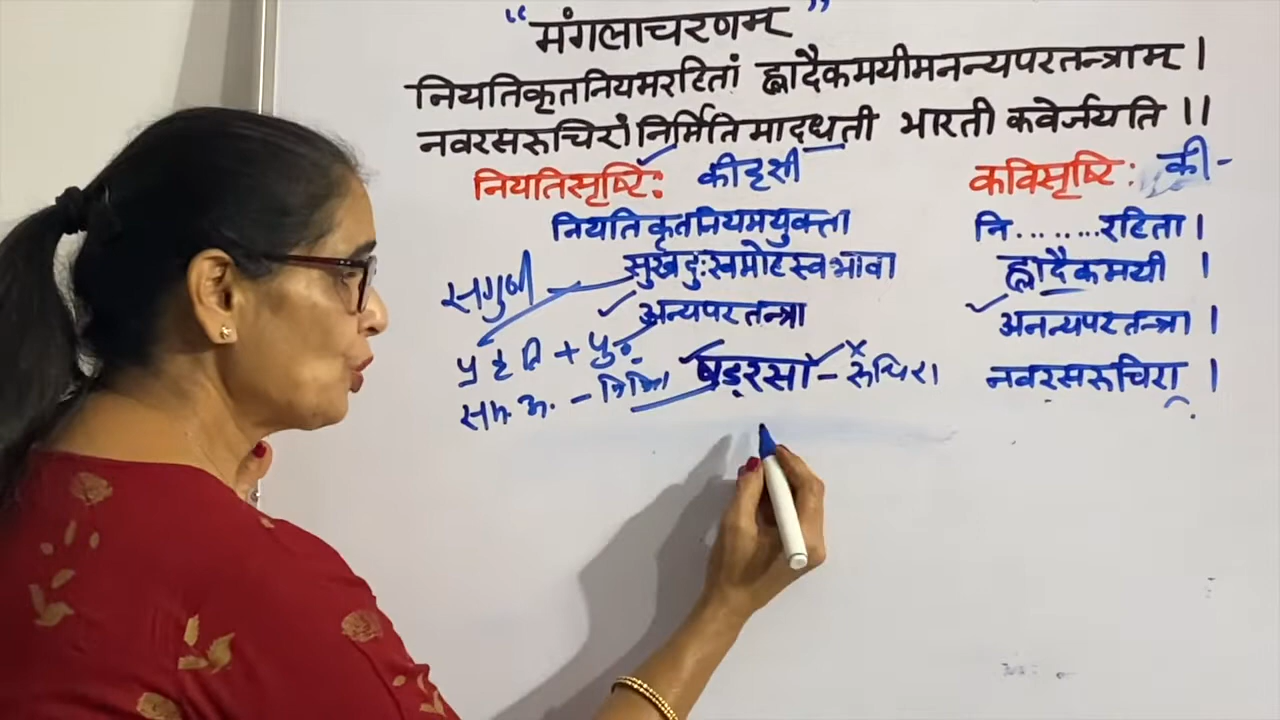 “मंगलाचरणम्”
नियतिकृतनियमरहितां ह्लादैकमयीमनन्यपरतन्त्राम् ।
नवरसरुचिरां निर्मितिमादधती भारती कवेर्जयति ।।
नियतिसृष्टि: कीदृसी
कविसृष्टि: की-
नियतिकृतनियमयुक्ता
नि........रहिता।
सुखदुःखमोहस्वभावा
ह्लादैकमयी ।
अन्यपरतन्त्रा
अनन्यपरतन्त्रा ।
षड्रसा - रुचिरा।
नवरसरुचिरा ।